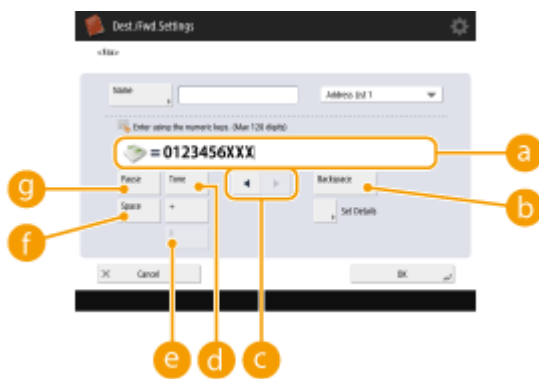 Dest./Fwd. Settings
<Fax>
Name
Address List 1
Enter using the numeric keys. (Max 120 digits)
= 0123456XXX
a
Pause
Tone
Backspace
g
b
Space
+
Set Details
f
Cancel
OK
e
d
c